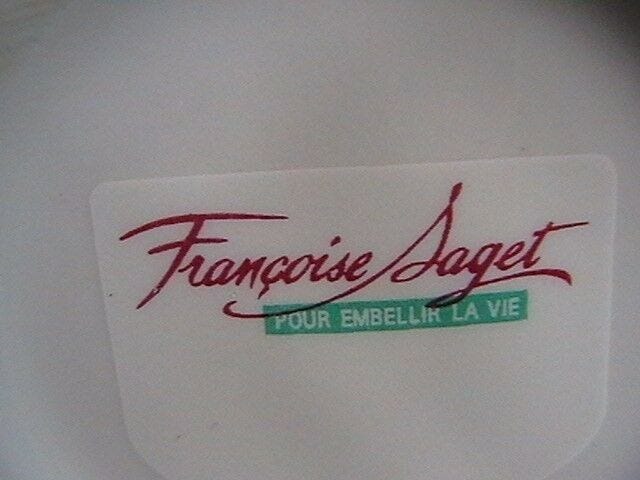 Françoise Saget
POUR EMBELLIR LA VIE